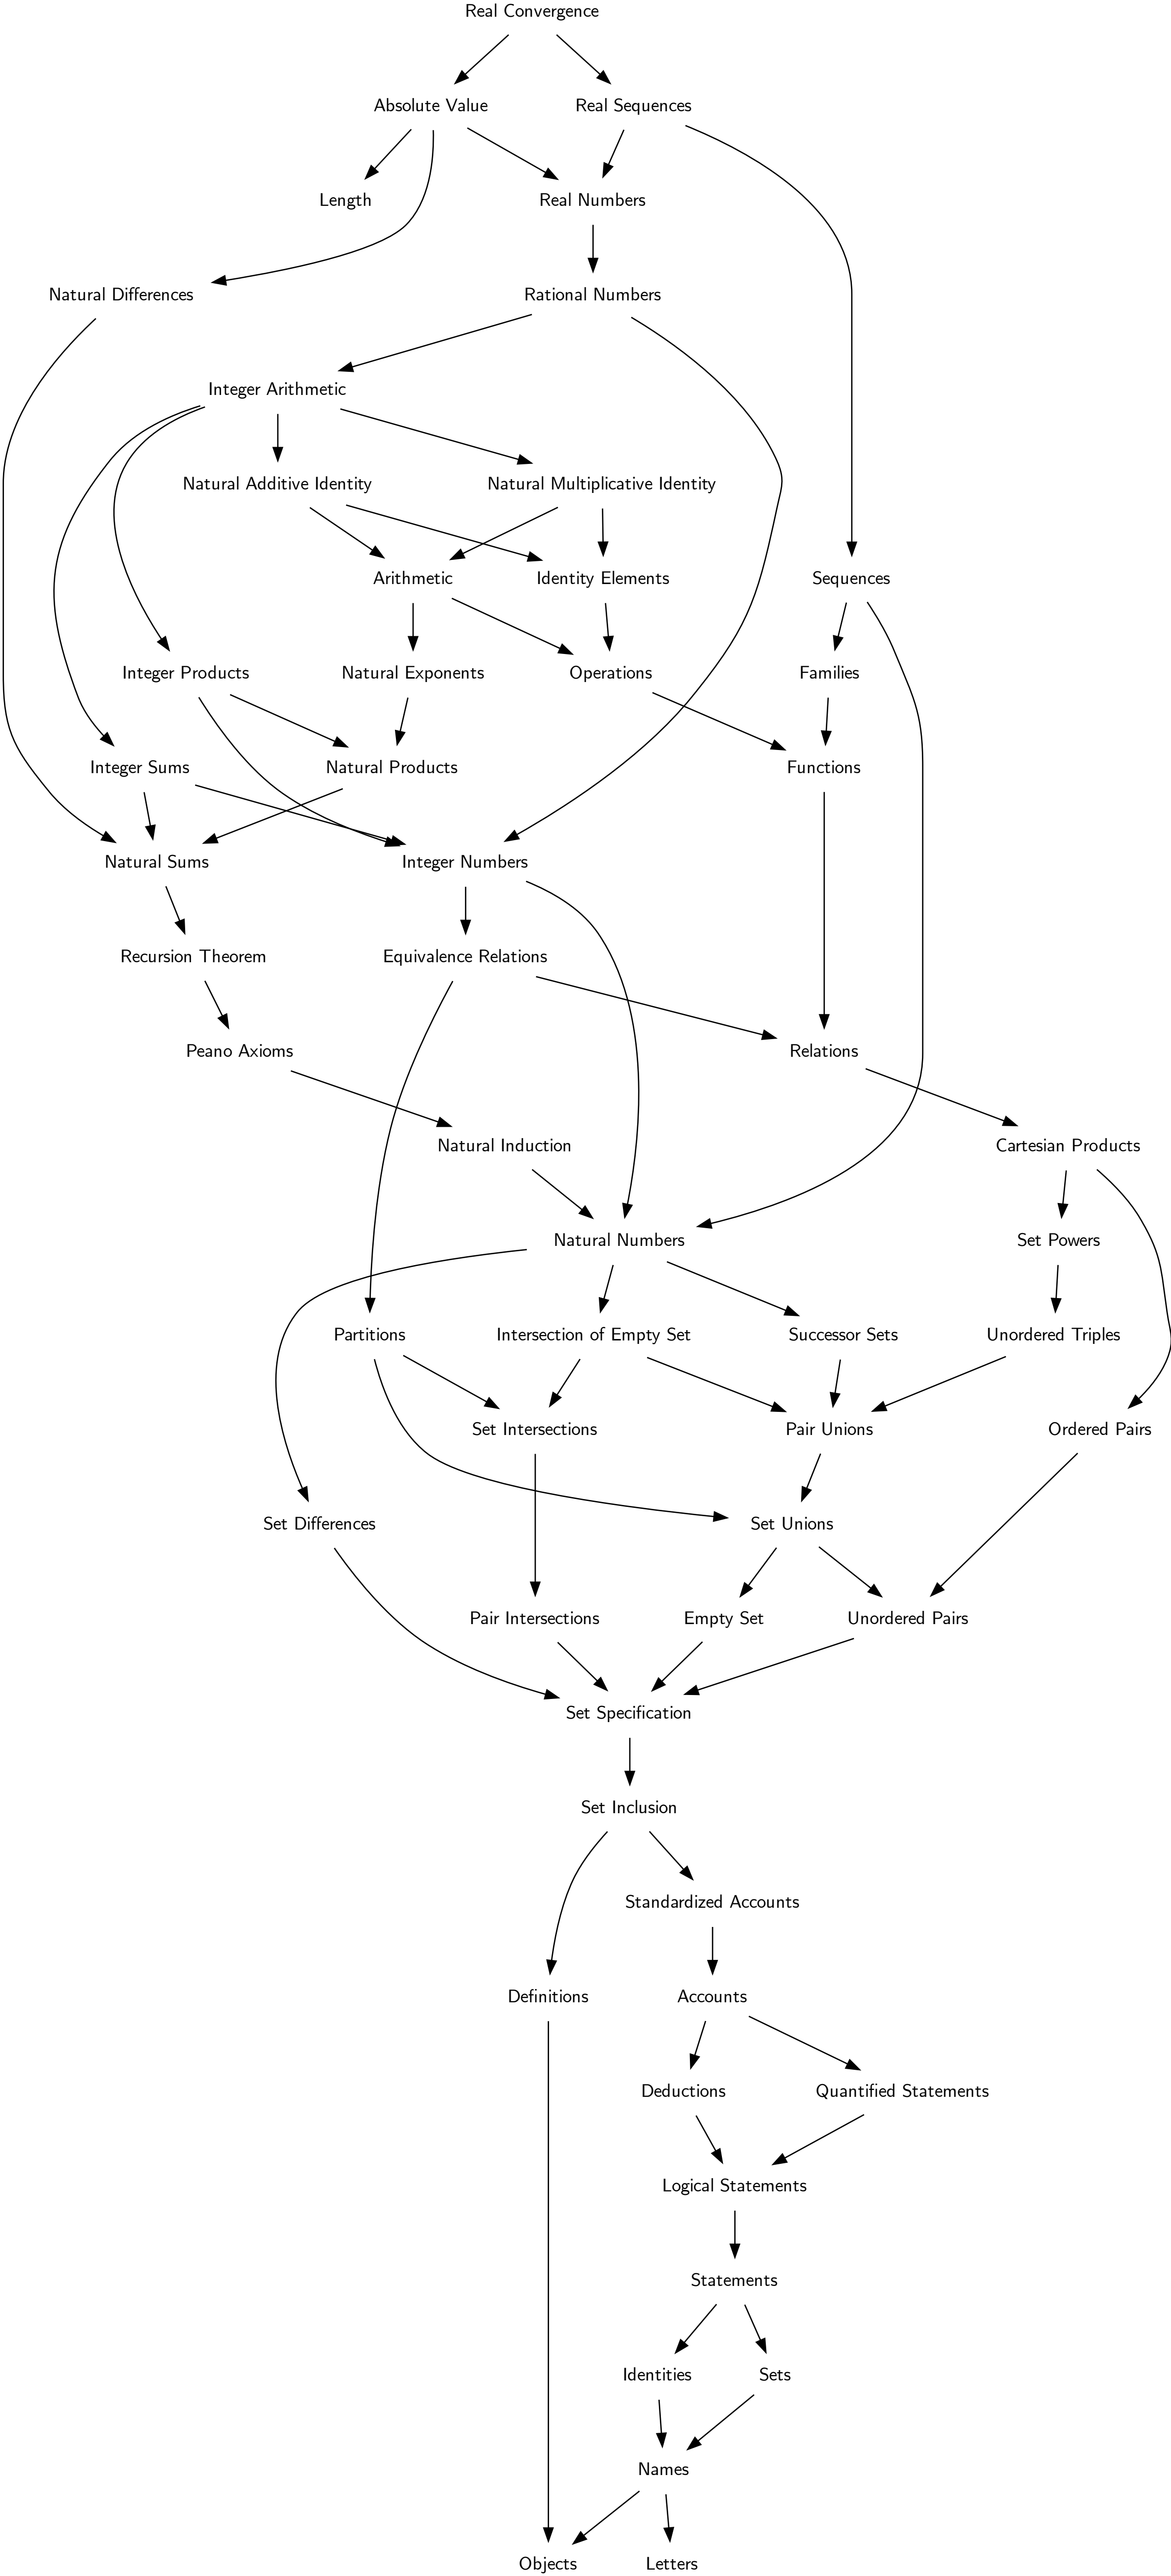 Real Convergence
Absolute Value
Real Sequences
Length
Real Numbers
Natural Differences
Rational Numbers
Integer Arithmetic
Natural Additive Identity
Natural Multiplicative Identity
Arithmetic
Identity Elements
Sequences
Integer Products
Natural Exponents
Operations
Families
Integer Sums
Natural Products
Functions
Natural Sums
Integer Numbers
Recursion Theorem
Equivalence Relations
Peano Axioms
Relations
Natural Induction
Cartesian Products
Natural Numbers
Set Powers
Partitions
Intersection of Empty Set
Successor Sets
Unordered Triples
Set Intersections
Pair Unions
Ordered Pairs
Set Differences
Set Unions
Pair Intersections
Empty Set
Unordered Pairs
Set Specification
Set Inclusion
Standardized Accounts
Definitions
Accounts
Deductions
Quantified Statements
Logical Statements
Statements
Identities
Sets
Names
Objects
Letters